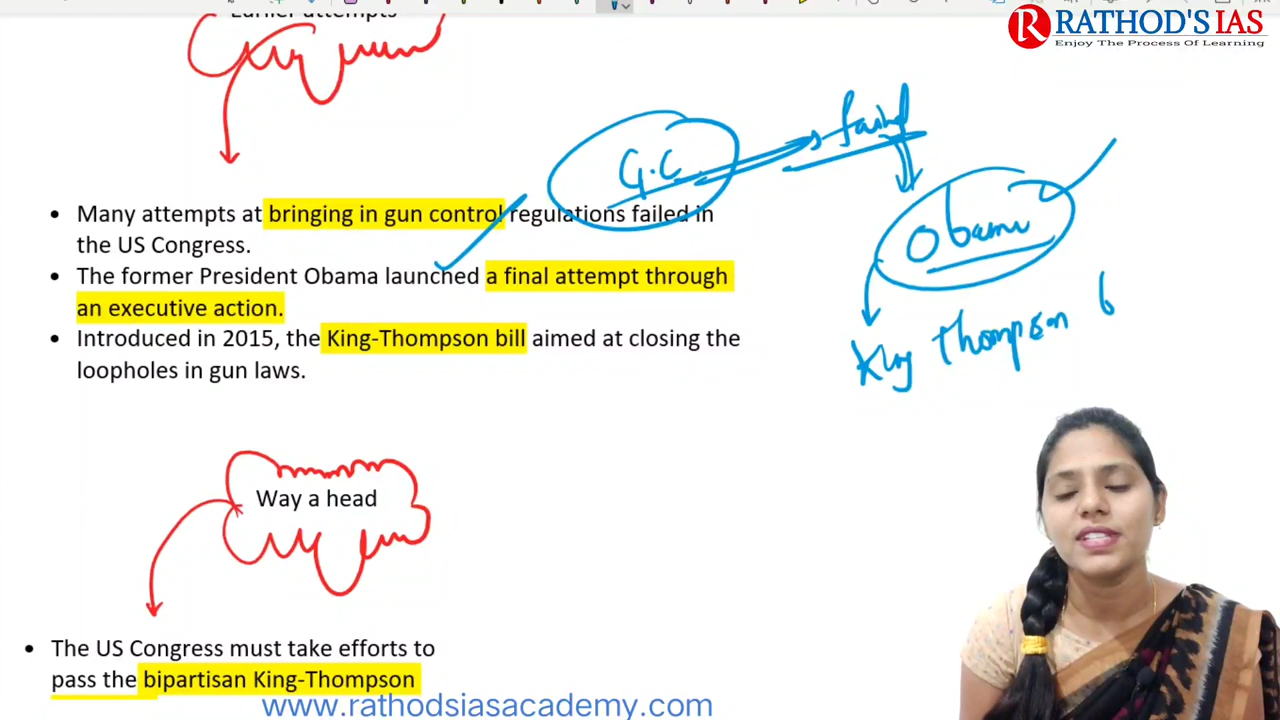 Earlier attempts
RATHOD'S IAS
Enjoy The Process Of Learning
G.C
failed
Obama
King Thompson b
• Many attempts at bringing in gun control regulations failed in
the US Congress.
• The former President Obama launched a final attempt through
an executive action.
• Introduced in 2015, the King-Thompson bill aimed at closing the
loopholes in gun laws.
Way a head
• The US Congress must take efforts to
pass the bipartisan King-Thompson
www.rathodsiasacademy.com